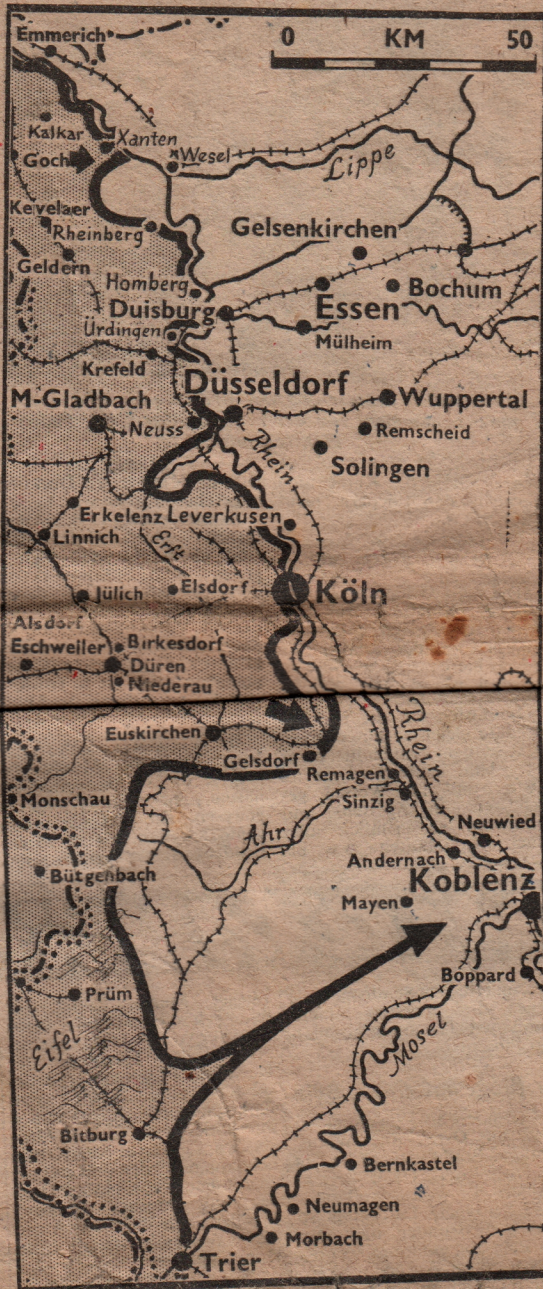 Emmerich
0 KM 50
Kalkar
Xanten
Goch
Wesel
Lippe
Kevelaer
Rheinberg
Gelsenkirchen
Geldern
Homberg
Duisburg
Essen
Bochum
Ürdingen
Mülheim
Krefeld
Düsseldorf
M-Gladbach
Wuppertal
Neuss
Rhein
Remscheid
Solingen
Erkelenz
Leverkusen
Linnich
Erft
Jülich
Elsdorf
Köln
Alsdorf
Eschweiler
Birkesdorf
Düren
Niederau
Euskirchen
Rhein
Gelsdorf
Remagen
Monschau
Sinzig
Ahr
Neuwied
Andernach
Bütgenbach
Koblenz
Mayen
Boppard
Prüm
Eifel
Mosel
Bitburg
Bernkastel
Neumagen
Morbach
Trier